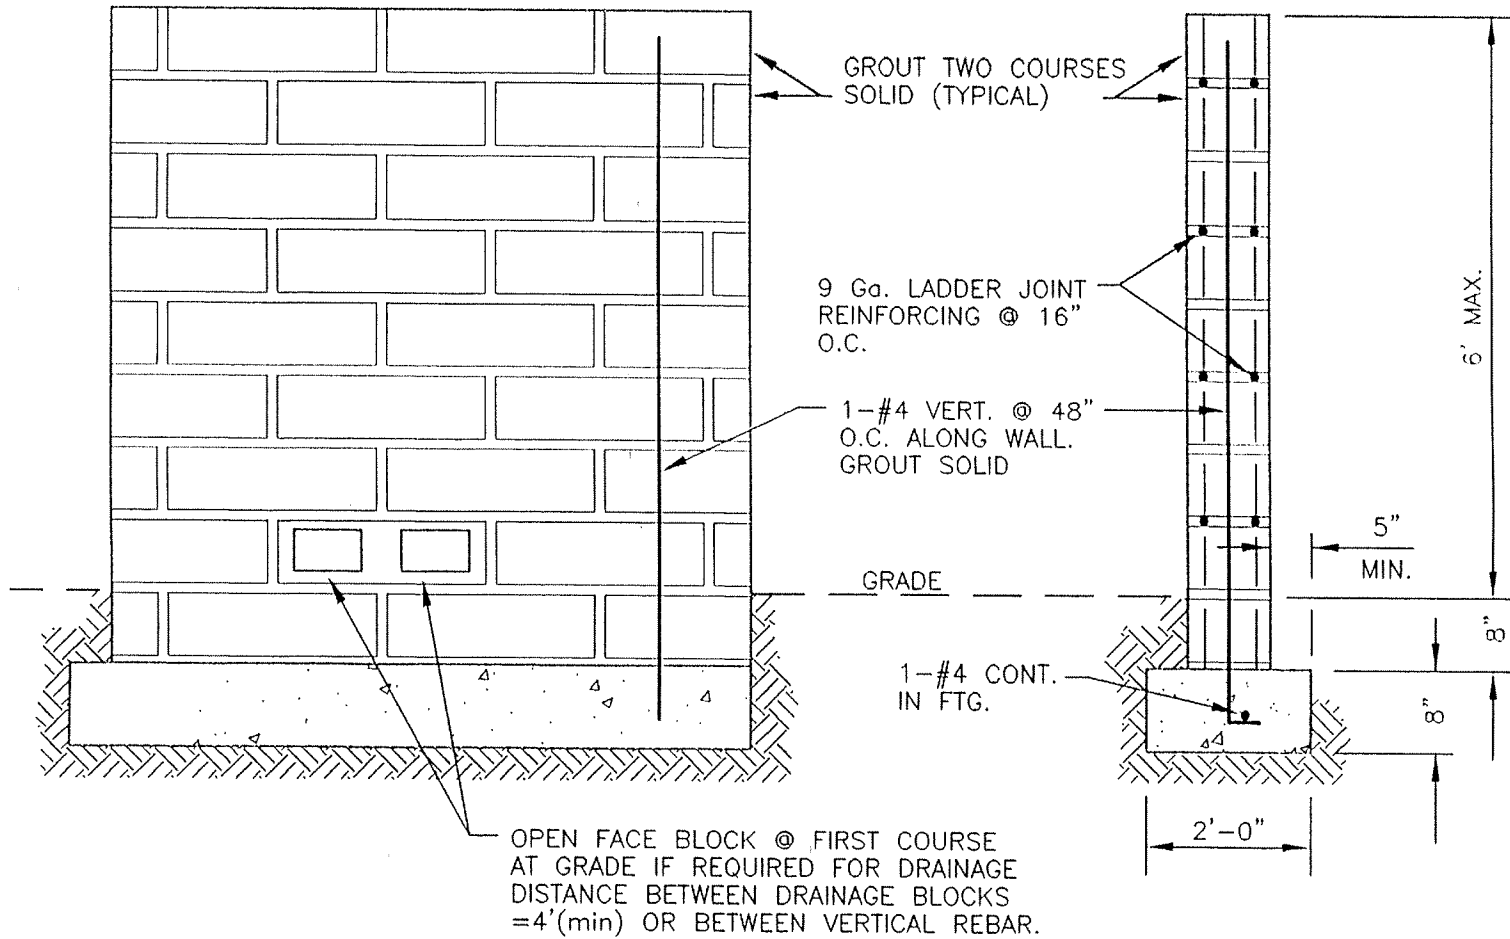 GROUT TWO COURSES
SOLID (TYPICAL)
9 Ga. LADDER JOINT
REINFORCING @ 16"
O.C.
6' MAX.
1-#4 VERT. @ 48"
O.C. ALONG WALL.
GROUT SOLID
5"
MIN.
GRADE
8"
1-#4 CONT.
IN FTG.
8"
2'-0"
OPEN FACE BLOCK @ FIRST COURSE
AT GRADE IF REQUIRED FOR DRAINAGE
DISTANCE BETWEEN DRAINAGE BLOCKS
=4'(min) OR BETWEEN VERTICAL REBAR.